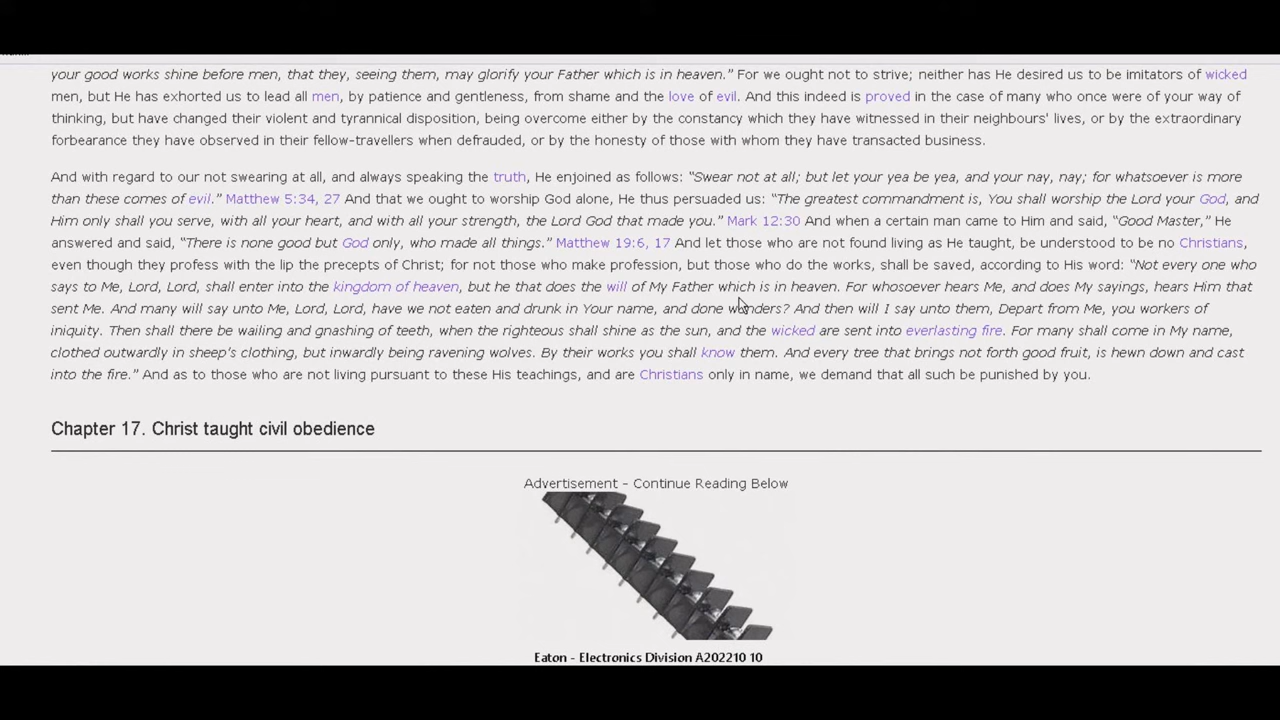 your good works shine before men, that they, seeing them, may glorify your Father which is in heaven.” For we ought not to strive; neither has He desired us to be imitators of wicked
men, but He has exhorted us to lead all men, by patience and gentleness, from shame and the love of evil. And this indeed is proved in the case of many who once were of your way of
thinking, but have changed their violent and tyrannical disposition, being overcome either by the constancy which they have witnessed in their neighbours' lives, or by the extraordinary
forbearance they have observed in their fellow-travellers when defrauded, or by the honesty of those with whom they have transacted business.
And with regard to our not swearing at all, and always speaking the truth, He enjoined as follows: “Swear not at all; but let your yea be yea, and your nay, nay; for whatsoever is more
than these comes of evil.” Matthew 5:34, 27 And that we ought to worship God alone, He thus persuaded us: “The greatest commandment is, You shall worship the Lord your God, and
Him only shall you serve, with all your heart, and with all your strength, the Lord God that made you.” Mark 12:30 And when a certain man came to Him and said, “Good Master,” He
answered and said, “There is none good but God only, who made all things.” Matthew 19:6, 17 And let those who are not found living as He taught, be understood to be no Christians,
even though they profess with the lip the precepts of Christ; for not those who make profession, but those who do the works, shall be saved, according to His word: “Not every one who
says to Me, Lord, Lord, shall enter into the kingdom of heaven, but he that does the will of My Father which is in heaven. For whosoever hears Me, and does My sayings, hears Him that
sent Me. And many will say unto Me, Lord, Lord, have we not eaten and drunk in Your name, and done wonders? And then will I say unto them, Depart from Me, you workers of
iniquity. Then shall there be wailing and gnashing of teeth, when the righteous shall shine as the sun, and the wicked are sent into everlasting fire. For many shall come in My name,
clothed outwardly in sheep's clothing, but inwardly being ravening wolves. By their works you shall know them. And every tree that brings not forth good fruit, is hewn down and cast
into the fire.” And as to those who are not living pursuant to these His teachings, and are Christians only in name, we demand that all such be punished by you.
Chapter 17. Christ taught civil obedience
Advertisement - Continue Reading Below
Eaton - Electronics Division A202210 10